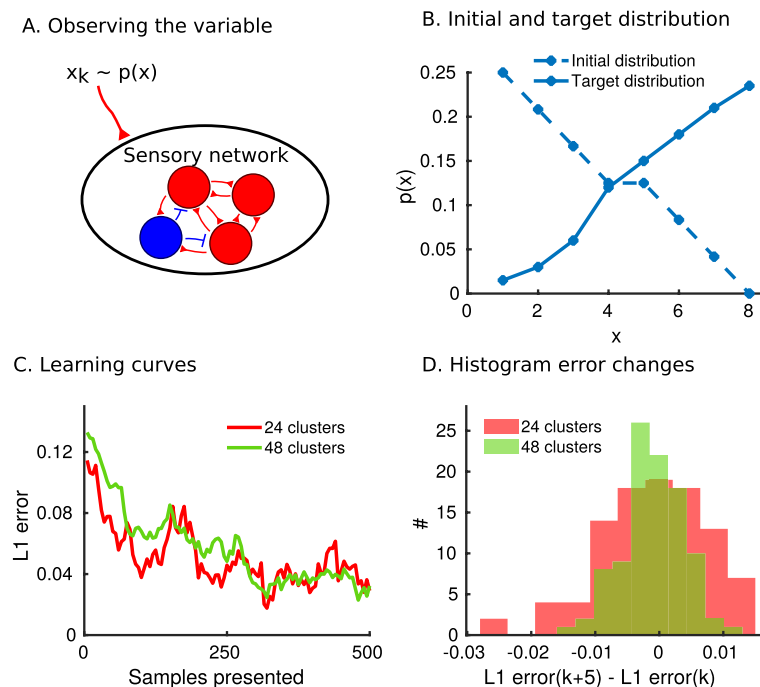 A. Observing the variable
xk ~ p(x)
Sensory network
B. Initial and target distribution
Initial distribution
Target distribution
0.25
0.2
0.15
0.1
0.05
0
p(x)
0 2 4 6 8
x
C. Learning curves
24 clusters
48 clusters
0.12
0.08
0.04
0
L1 error
0 250 500
Samples presented
D. Histogram error changes
24 clusters
48 clusters
25
20
15
10
5
0
#
-0.03 -0.02 -0.01 0 0.01
L1 error(k+5) - L1 error(k)